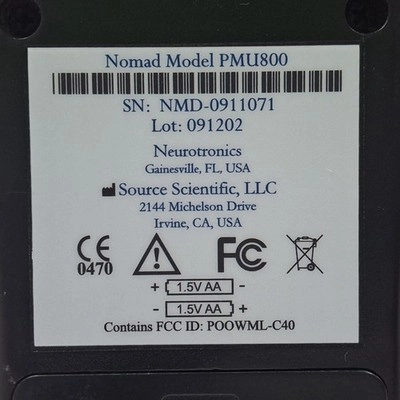 Nomad Model PMU800
SN: NMD-0911071
Lot: 091202
Neurotronics
Gainesville, FL, USA
Source Scientific, LLC
2144 Michelson Drive
Irvine, CA, USA
CE FC
0470
+ 1.5V AA -
- 1.5V AA +
Contains FCC ID: POOWML-C40